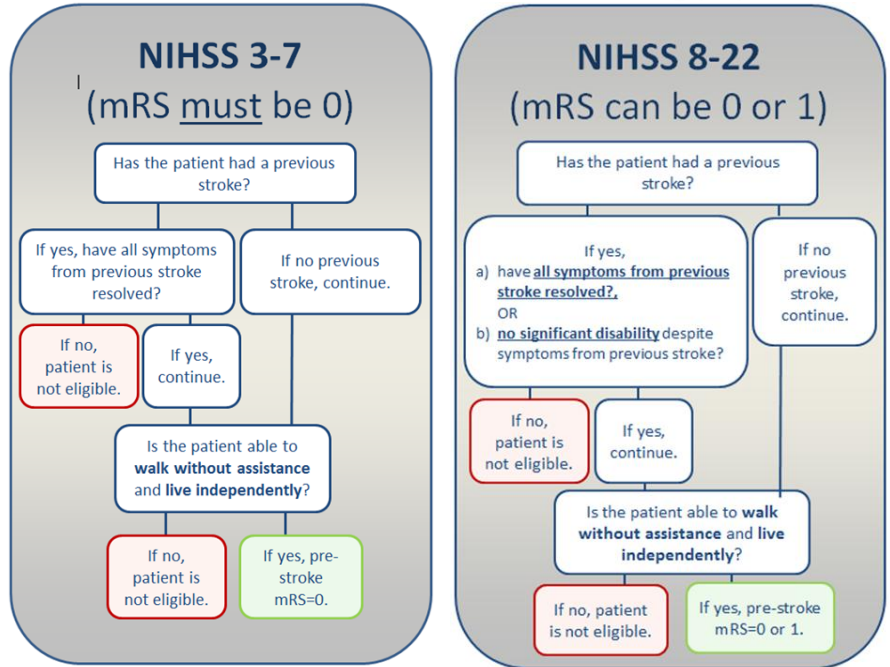 NIHSS 3-7
(mRS must be 0)
Has the patient had a previous
stroke?
If yes, have all symptoms
from previous stroke
resolved?
If no previous
stroke, continue.
If no,
patient is
not eligible.
If yes,
continue.
Is the patient able to
walk without assistance
and live independently?
If no,
patient is
not eligible.
If yes, pre-
stroke
mRS=0.
NIHSS 8-22
(mRS can be 0 or 1)
Has the patient had a previous
stroke?
If yes,
a) have all symptoms from previous
stroke resolved?,
OR
b) no significant disability despite
symptoms from previous stroke?
If no
previous
stroke,
continue.
If no,
patient is
not eligible.
If yes,
continue.
Is the patient able to walk
without assistance and live
independently?
If no, patient
is not eligible.
If yes, pre-stroke
mRS=0 or 1.